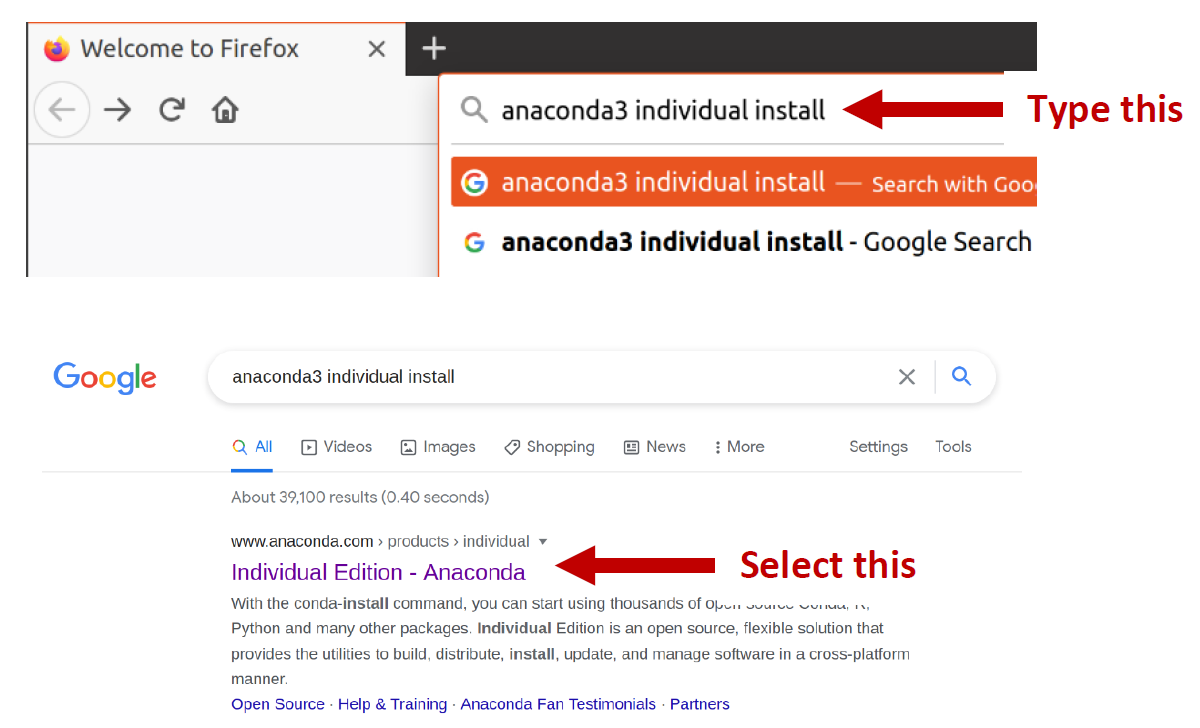 Welcome to Firefox
anaconda3 individual install
Type this
anaconda3 individual install — Search with Goo
anaconda3 individual install - Google Search
Google
anaconda3 individual install
All Videos Images Shopping News More Settings Tools
About 39,100 results (0.40 seconds)
www.anaconda.com › products › individual
Individual Edition - Anaconda
Select this
With the conda-install command, you can start using thousands of open-source Conda, R,
Python and many other packages. Individual Edition is an open source, flexible solution that
provides the utilities to build, distribute, install, update, and manage software in a cross-platform
manner.
Open Source · Help & Training · Anaconda Fan Testimonials · Partners